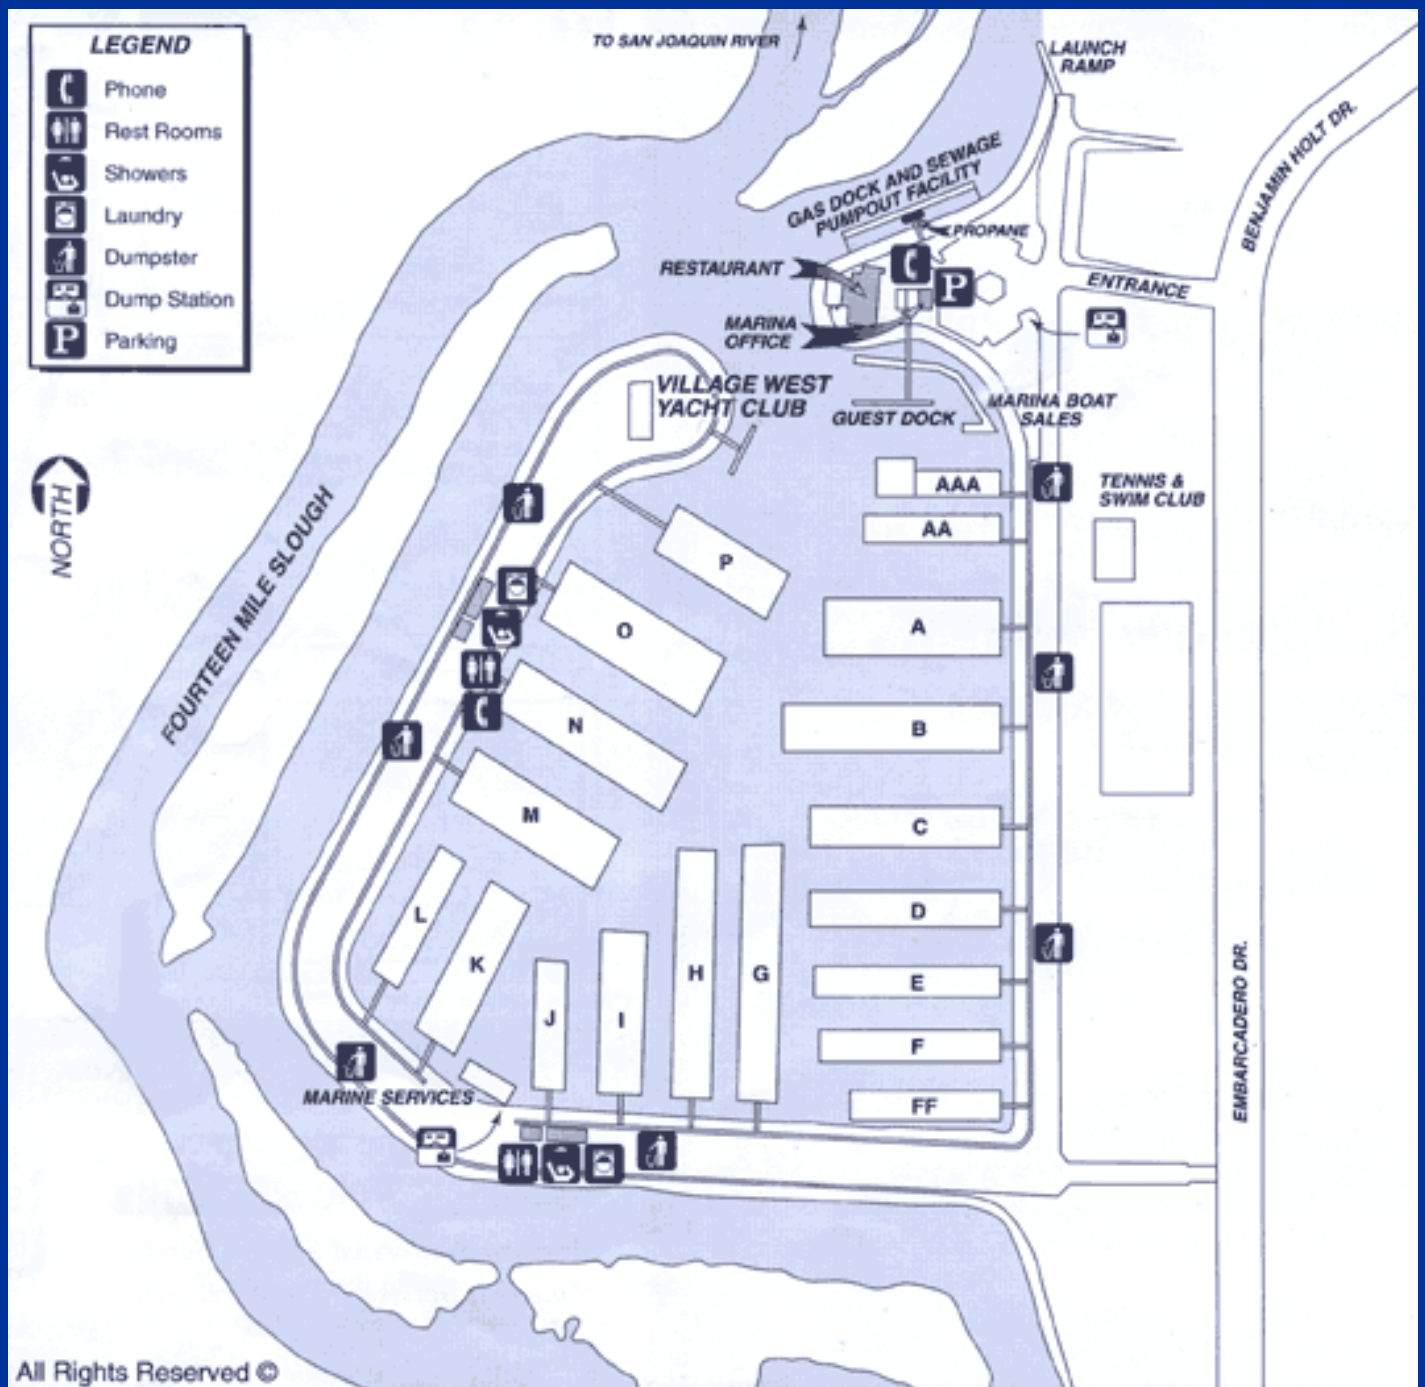 LEGEND
Phone
Rest Rooms
Showers
Laundry
Dumpster
Dump Station
P
Parking
TO SAN JOAQUIN RIVER
LAUNCH
RAMP
BENJAMIN HOLT DR.
GAS DOCK AND SEWAGE
PUMPOUT FACILITY
PROPANE
RESTAURANT
P
ENTRANCE
MARINA
OFFICE
VILLAGE WEST
YACHT CLUB
GUEST DOCK
MARINA BOAT
SALES
NORTH
FOURTEEN MILE SLOUGH
AAA
TENNIS &
SWIM CLUB
AA
P
O
A
N
B
M
C
L
D
K
H
G
E
J
I
F
FF
EMBARCADERO DR.
MARINE SERVICES
All Rights Reserved ©